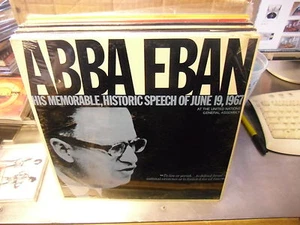 ABBA EBAN
HIS MEMORABLE, HISTORIC SPEECH OF JUNE 19, 1967
AT THE UNITED NATIONS
GENERAL ASSEMBLY